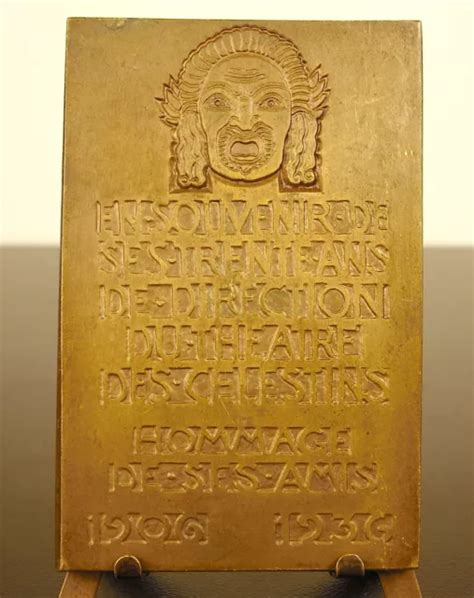 EN·SOUVENIR·DE
SES·TRENTE·ANS
DE·DIRECTION
DU·THEATRE
DES·CELESTINS
HOMMAGE
DE·SES·AMIS
1906 1936